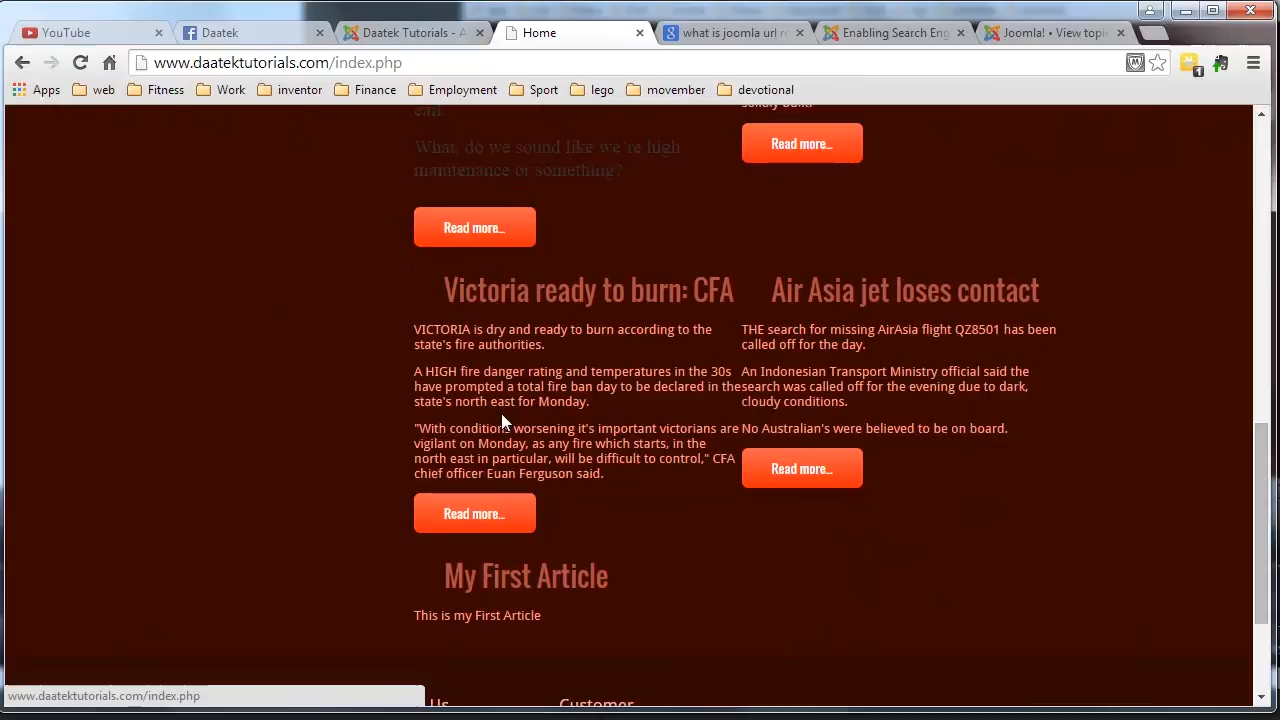 YouTube
Daatek
Daatek Tutorials - A
Home
what is joomla url re
Enabling Search Eng
Joomla! • View topi
www.daatektutorials.com/index.php
1
Apps
web
Fitness
Work
inventor
Finance
Employment
Sport
lego
movember
devotional
What, do we sound like we're high
maintenance or something?
Read more...
solidly built.
Read more...
Victoria ready to burn: CFA
VICTORIA is dry and ready to burn according to the
state's fire authorities.
A HIGH fire danger rating and temperatures in the 30s
have prompted a total fire ban day to be declared in the
state's north east for Monday.
"With conditions worsening it's important victorians are
vigilant on Monday, as any fire which starts, in the
north east in particular, will be difficult to control," CFA
chief officer Euan Ferguson said.
Read more...
Air Asia jet loses contact
THE search for missing AirAsia flight QZ8501 has been
called off for the day.
An Indonesian Transport Ministry official said the
search was called off for the evening due to dark,
cloudy conditions.
No Australian's were believed to be on board.
Read more...
My First Article
This is my First Article
Us
Customer
www.daatektutorials.com/index.php